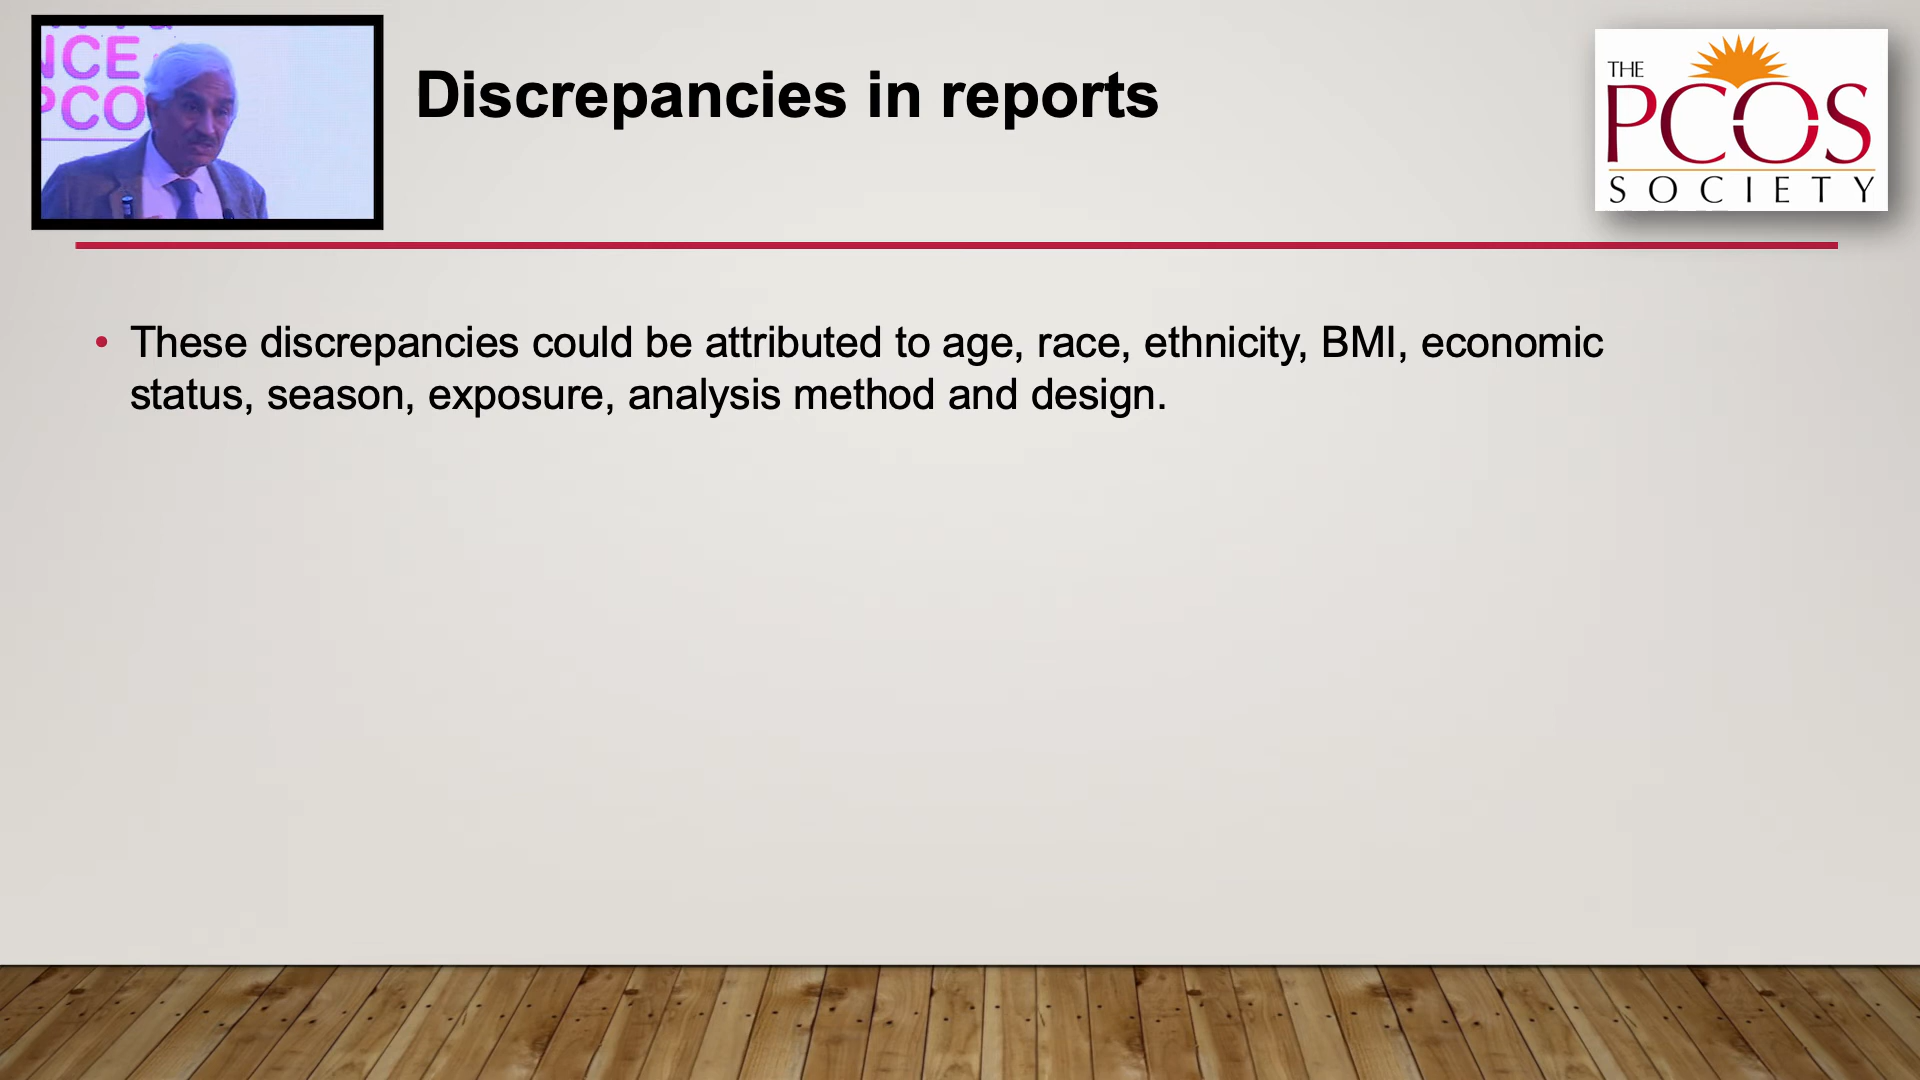 NCE
PCO
Discrepancies in reports
THE
PCOS
SOCIETY
• These discrepancies could be attributed to age, race, ethnicity, BMI, economic
status, season, exposure, analysis method and design.